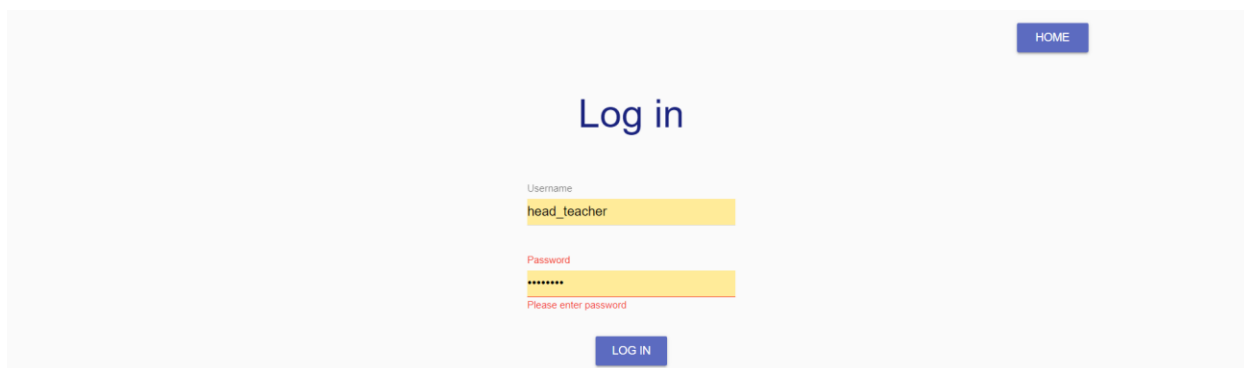 HOME
Log in
Username
head_teacher
Password
••••••••
Please enter password
LOG IN